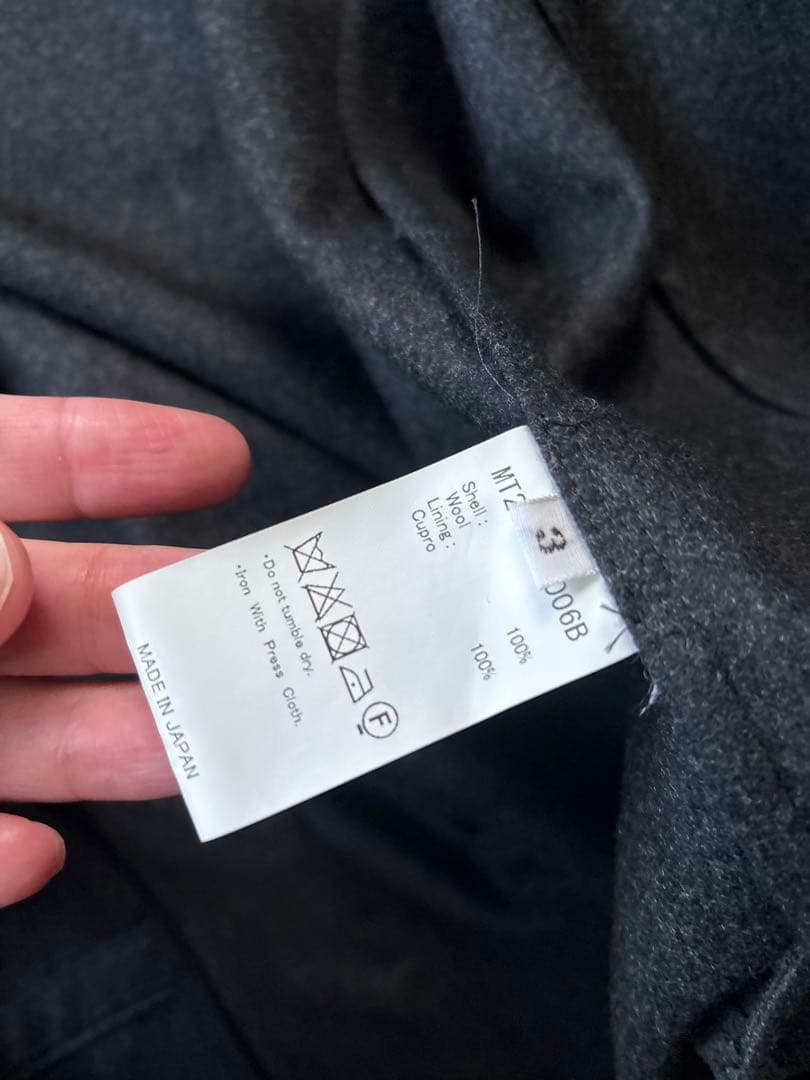 MT2
3
006B
Shell :
Wool 100%
Lining :
Cupro 100%
F
•Do not tumble dry.
•Iron With Press Cloth.
MADE IN JAPAN